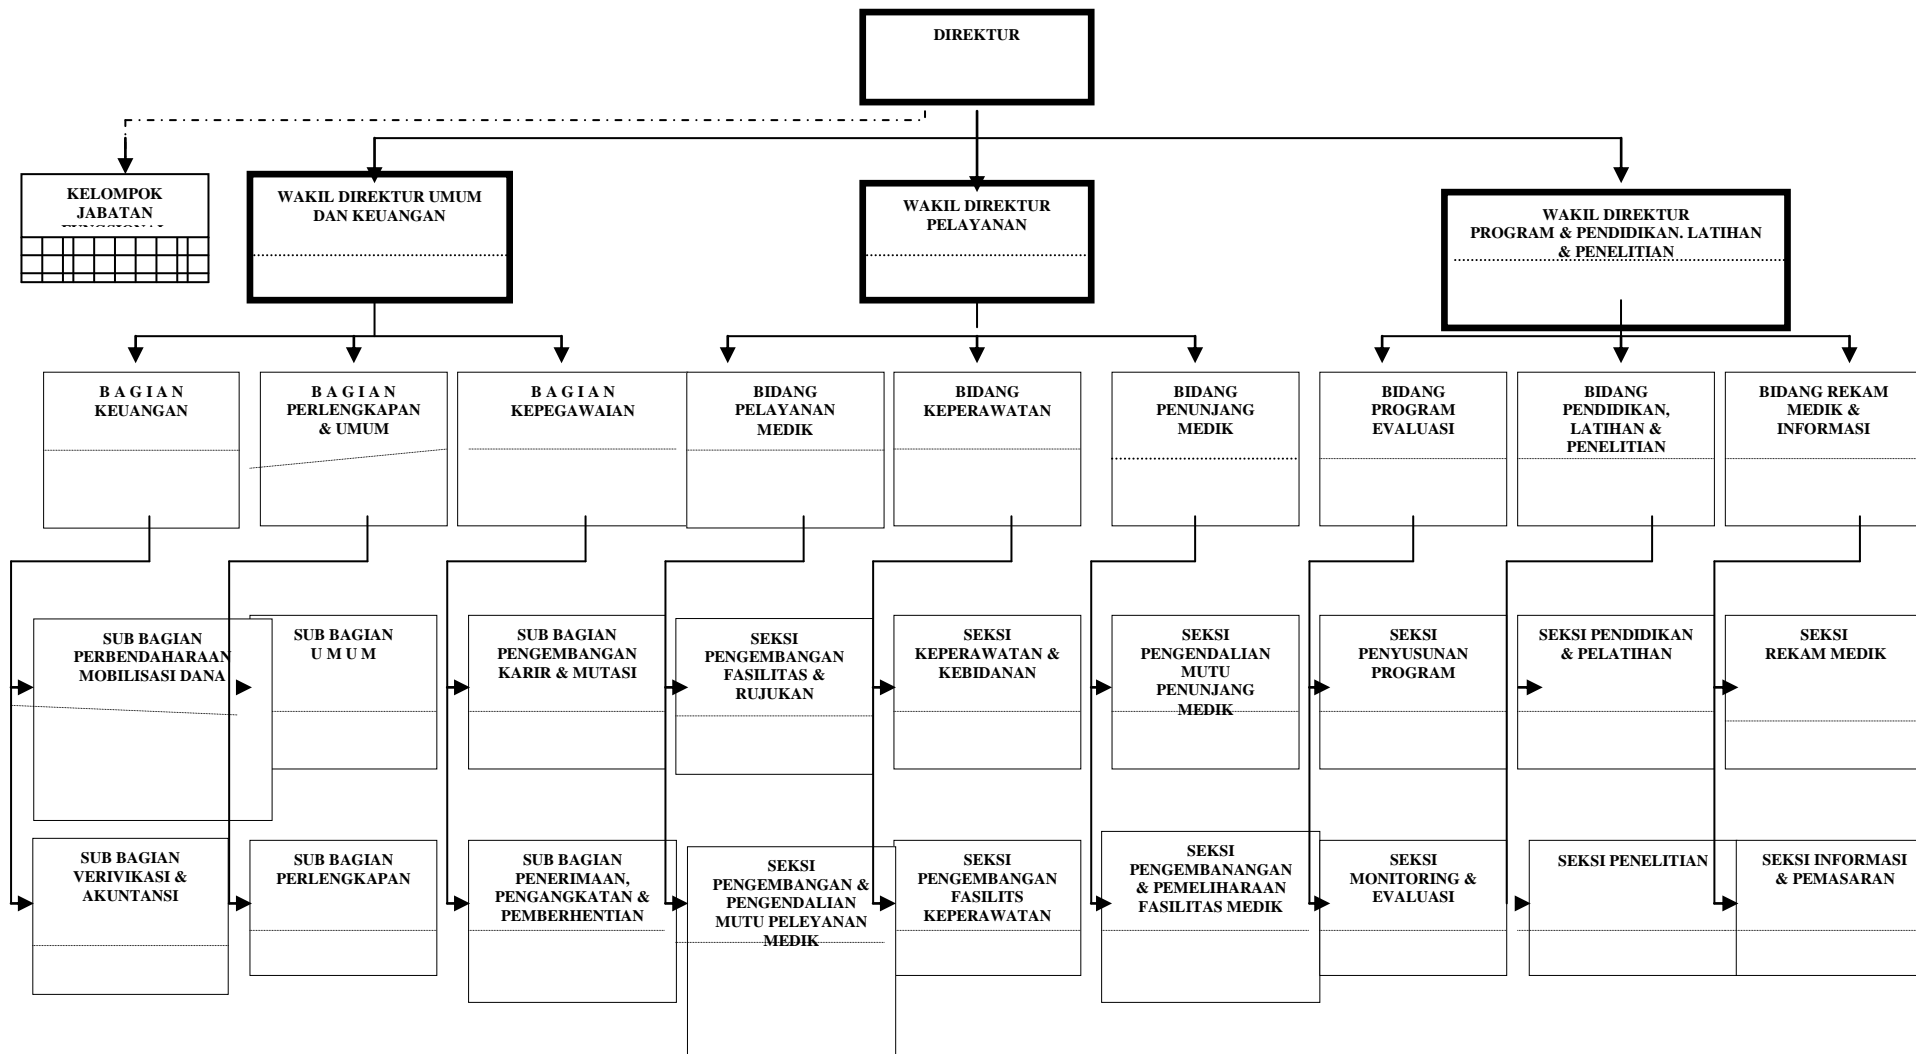 DIREKTUR
KELOMPOK
JABATAN
WAKIL DIREKTUR UMUM
DAN KEUANGAN
WAKIL DIREKTUR
PELAYANAN
WAKIL DIREKTUR
PROGRAM & PENDIDIKAN. LATIHAN
& PENELITIAN
B A G I A N
KEUANGAN
B A G I A N
PERLENGKAPAN
& UMUM
B A G I A N
KEPEGAWAIAN
BIDANG
PELAYANAN
MEDIK
BIDANG
KEPERAWATAN
BIDANG
PENUNJANG
MEDIK
BIDANG
PROGRAM
EVALUASI
BIDANG
PENDIDIKAN,
LATIHAN &
PENELITIAN
BIDANG REKAM
MEDIK &
INFORMASI
SUB BAGIAN
PERBENDAHARAAN
MOBILISASI DANA
SUB BAGIAN
U M U M
SUB BAGIAN
PENGEMBANGAN
KARIR & MUTASI
SEKSI
PENGEMBANGAN
FASILITAS &
RUJUKAN
SEKSI
KEPERAWATAN &
KEBIDANAN
SEKSI
PENGENDALIAN
MUTU
PENUNJANG
MEDIK
SEKSI
PENYUSUNAN
PROGRAM
SEKSI PENDIDIKAN
& PELATIHAN
SEKSI
REKAM MEDIK
SUB BAGIAN
VERIVIKASI &
AKUNTANSI
SUB BAGIAN
PERLENGKAPAN
SUB BAGIAN
PENERIMAAN,
PENGANGKATAN &
PEMBERHENTIAN
SEKSI
PENGEMBANGAN &
PENGENDALIAN
MUTU PELEYANAN
MEDIK
SEKSI
PENGEMBANGAN
FASILITS
KEPERAWATAN
SEKSI
PENGEMBANANGAN
& PEMELIHARAAN
FASILITAS MEDIK
SEKSI
MONITORING &
EVALUASI
SEKSI PENELITIAN
SEKSI INFORMASI
& PEMASARAN